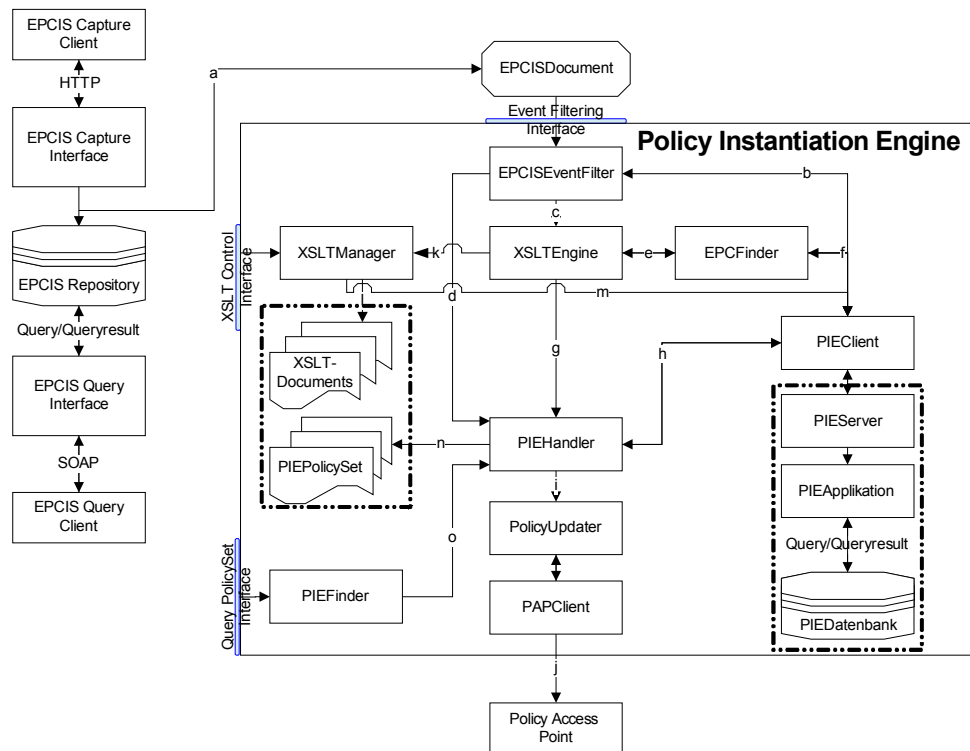 EPCIS Capture
Client
HTTP
EPCIS Capture
Interface
EPCIS Repository
Query/Queryresult
EPCIS Query
Interface
SOAP
EPCIS Query
Client
a
EPCISDocument
Event Filtering
Interface
Policy Instantiation Engine
EPCISEventFilter
b
c
XSLT Control
Interface
XSLTManager
k
XSLTEngine
e
EPCFinder
f
l
d
m
XSLT-
Documents
g
h
PIEClient
PIEPolicySet
n
PIEHandler
PIEServer
i
PIEApplikation
PolicyUpdater
o
Query/Queryresult
Query PolicySet
Interface
PIEFinder
PAPClient
PIEDatenbank
j
Policy Access
Point